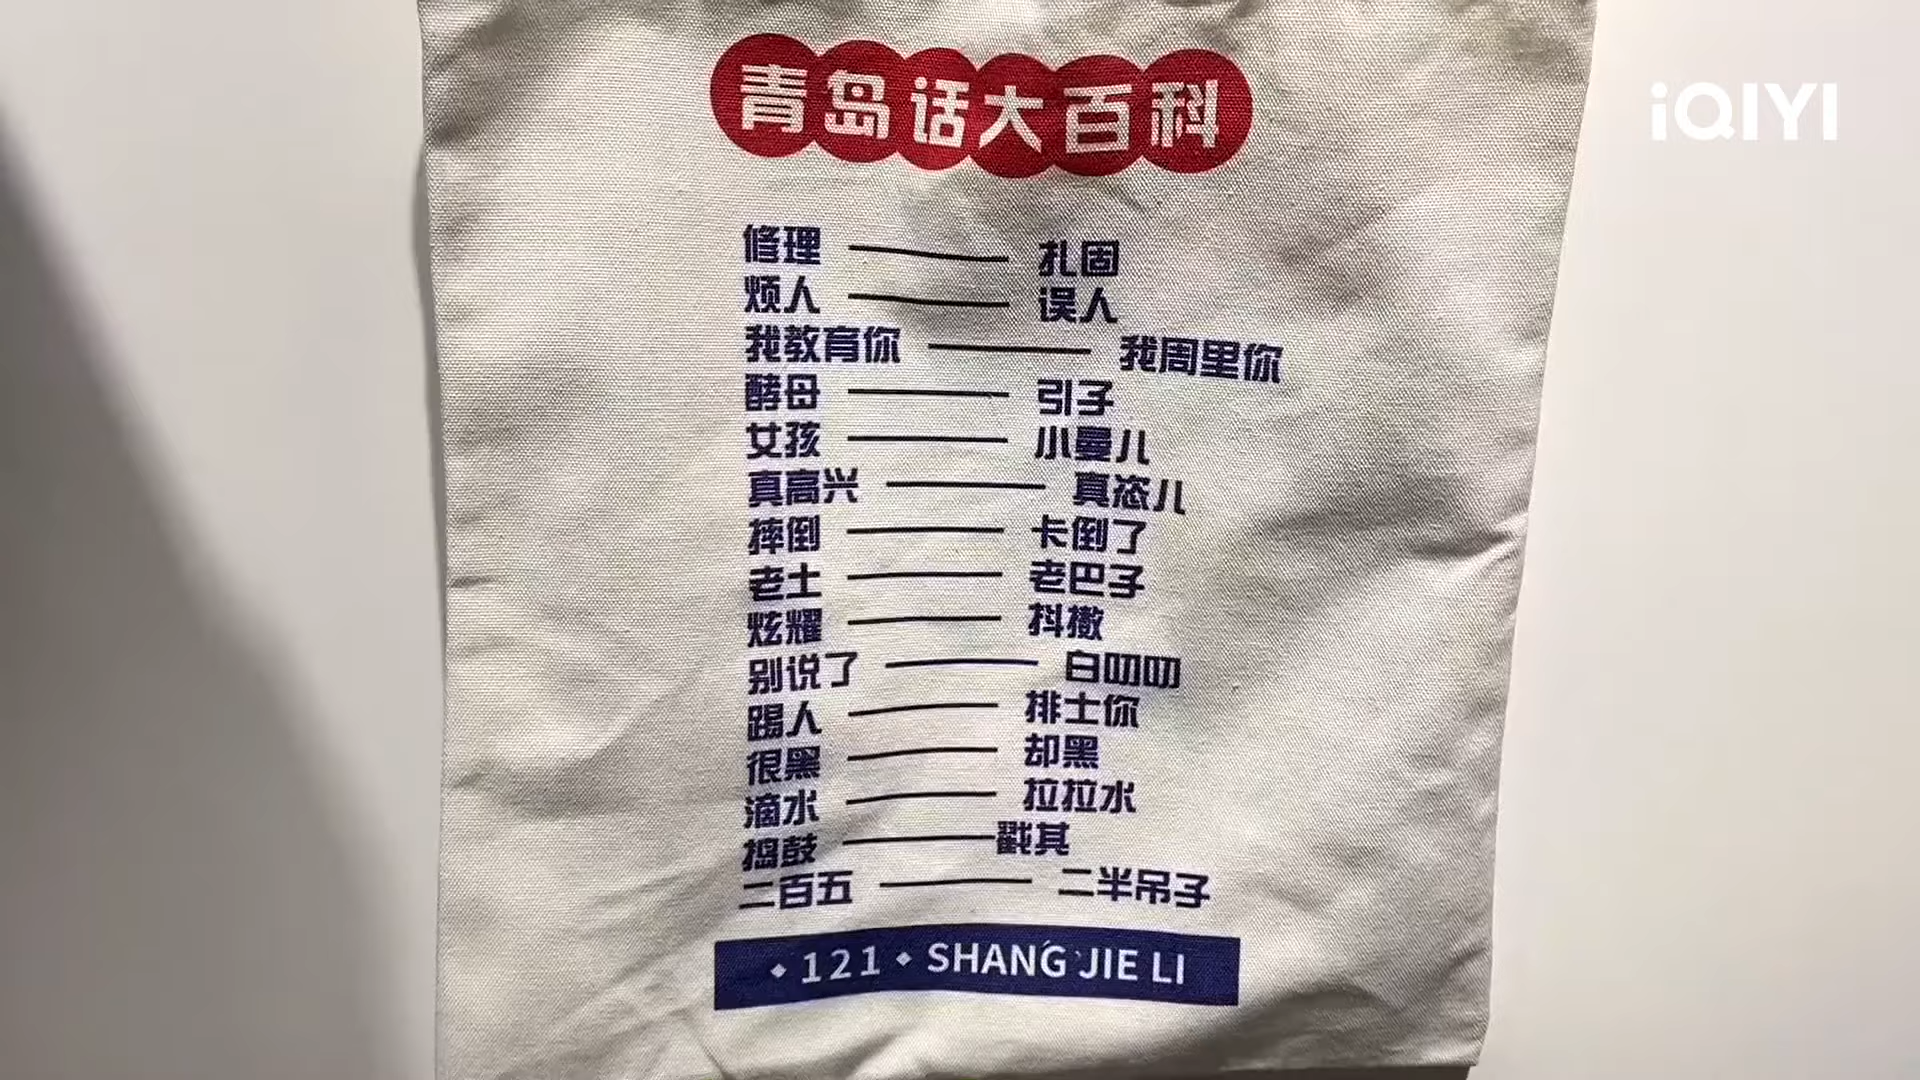 青岛话大百科
iQIYI
修理 —— 扎固
烦人 —— 误人
我教育你 —— 我周里你
酵母 —— 引子
女孩 —— 小曼儿
真高兴 —— 真恣儿
摔倒 —— 卡倒了
老土 —— 老巴子
炫耀 —— 抖撒
别说了 —— 白叨叨
踢人 —— 排士你
很黑 —— 却黑
滴水 —— 拉拉水
捣鼓 —— 戳其
二百五 —— 二半吊子
◆ 121 ◆ SHANG JIE LI